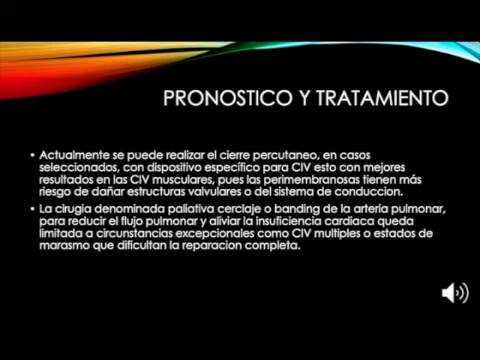 PRONOSTICO Y TRATAMIENTO
• Actualmente se puede realizar el cierre percutaneo, en casos
seleccionados, con dispositivo específico para CIV esto con mejores
resultados en las CIV musculares, pues las perimembranosas tienen más
riesgo de dañar estructuras valvulares o del sistema de conduccion.
• La cirugia denominada paliativa cerclaje o banding de la arteria pulmonar,
para reducir el flujo pulmonar y aliviar la insuficiencia cardiaca queda
limitada a circunstancias excepcionales como CIV multiples o estados de
marasmo que dificultan la reparacion completa.